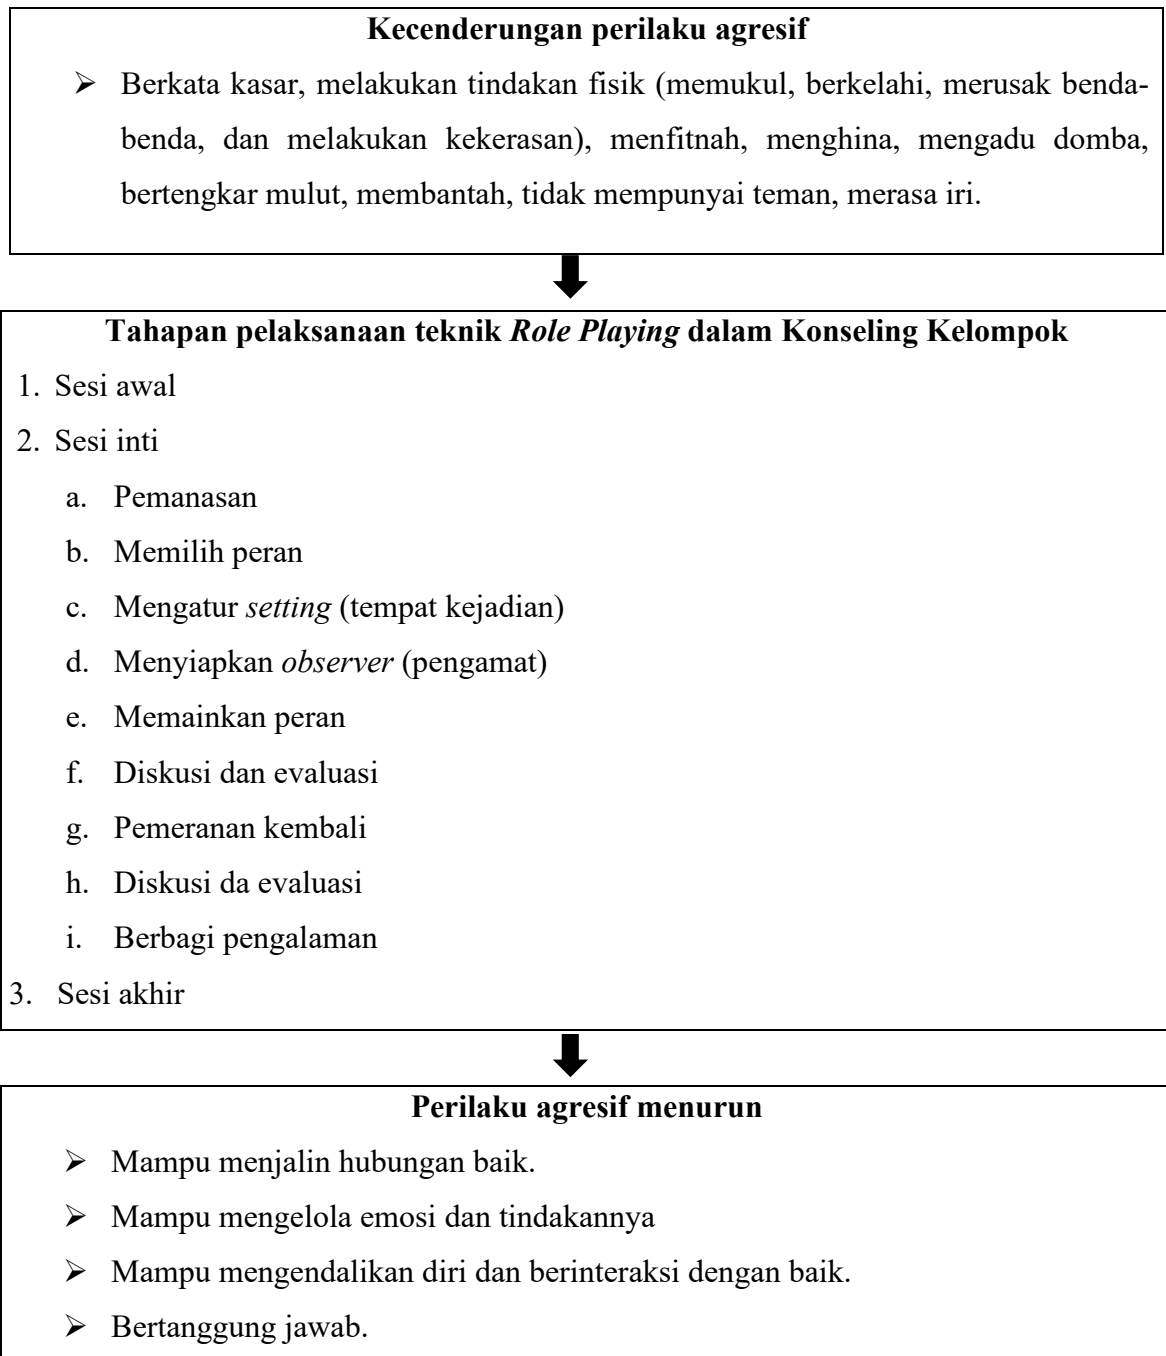 Kecenderungan perilaku agresif
➢ Berkata kasar, melakukan tindakan fisik (memukul, berkelahi, merusak benda-
benda, dan melakukan kekerasan), menfitnah, menghina, mengadu domba,
bertengkar mulut, membantah, tidak mempunyai teman, merasa iri.
Tahapan pelaksanaan teknik Role Playing dalam Konseling Kelompok
1. Sesi awal
2. Sesi inti
a. Pemanasan
b. Memilih peran
c. Mengatur setting (tempat kejadian)
d. Menyiapkan observer (pengamat)
e. Memainkan peran
f. Diskusi dan evaluasi
g. Pemeranan kembali
h. Diskusi da evaluasi
i. Berbagi pengalaman
3. Sesi akhir
Perilaku agresif menurun
➢ Mampu menjalin hubungan baik.
➢ Mampu mengelola emosi dan tindakannya
➢ Mampu mengendalikan diri dan berinteraksi dengan baik.
➢ Bertanggung jawab.